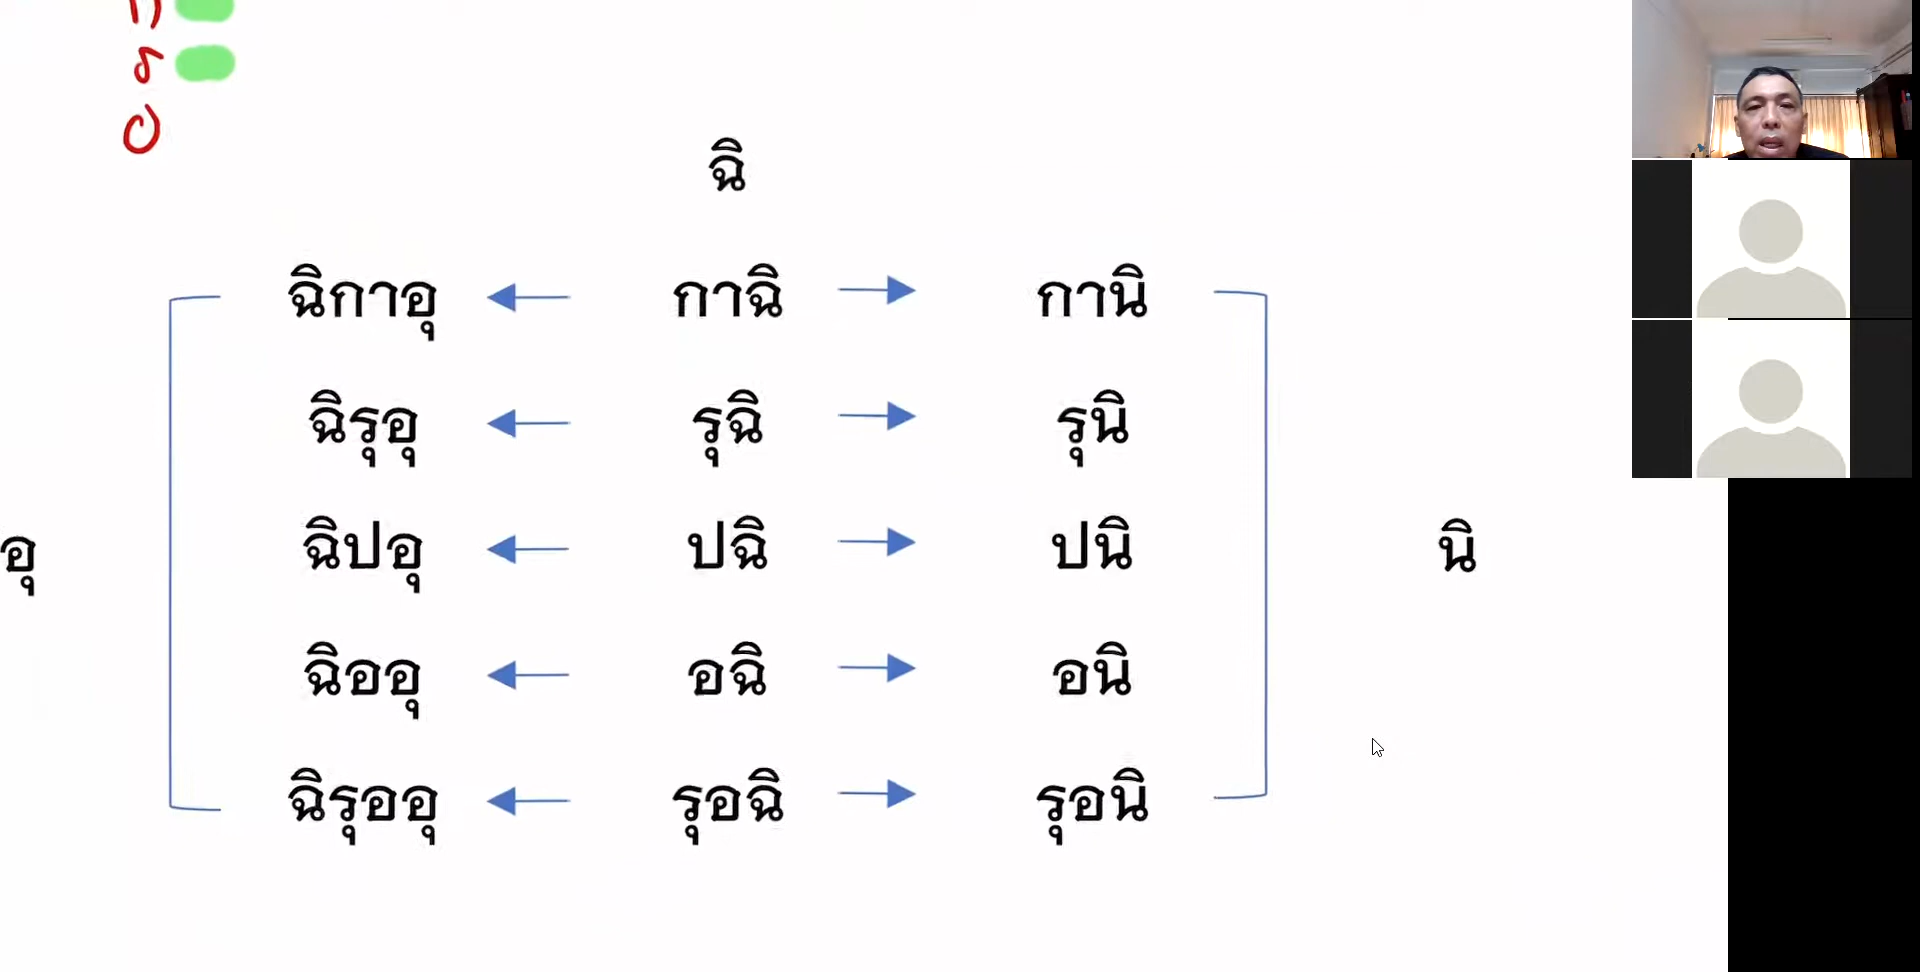 ร
ฉิ
ฉิกาอุ ← กาฉิ → กานิ
ฉิรุอุ ← รุฉิ → รุนิ
อุ ฉิปอุ ← ปฉิ → ปนิ นิ
ฉิออุ ← อฉิ → อนิ
ฉิรุออุ ← รุอฉิ → รุอนิ